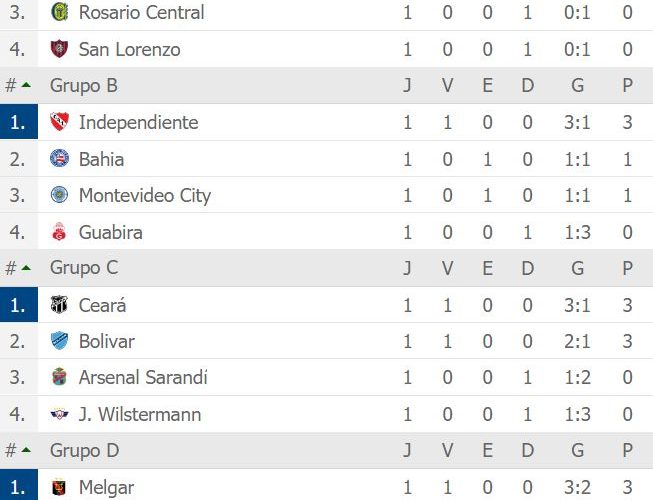 3. Rosario Central 1 0 0 1 0:1 0
4. San Lorenzo 1 0 0 1 0:1 0
# Grupo B J V E D G P
1. Independiente 1 1 0 0 3:1 3
2. Bahia 1 0 1 0 1:1 1
3. Montevideo City 1 0 1 0 1:1 1
4. Guabira 1 0 0 1 1:3 0
# Grupo C J V E D G P
1. Ceará 1 1 0 0 3:1 3
2. Bolivar 1 1 0 0 2:1 3
3. Arsenal Sarandí 1 0 0 1 1:2 0
4. J. Wilstermann 1 0 0 1 1:3 0
# Grupo D J V E D G P
1. Melgar 1 1 0 0 3:2 3